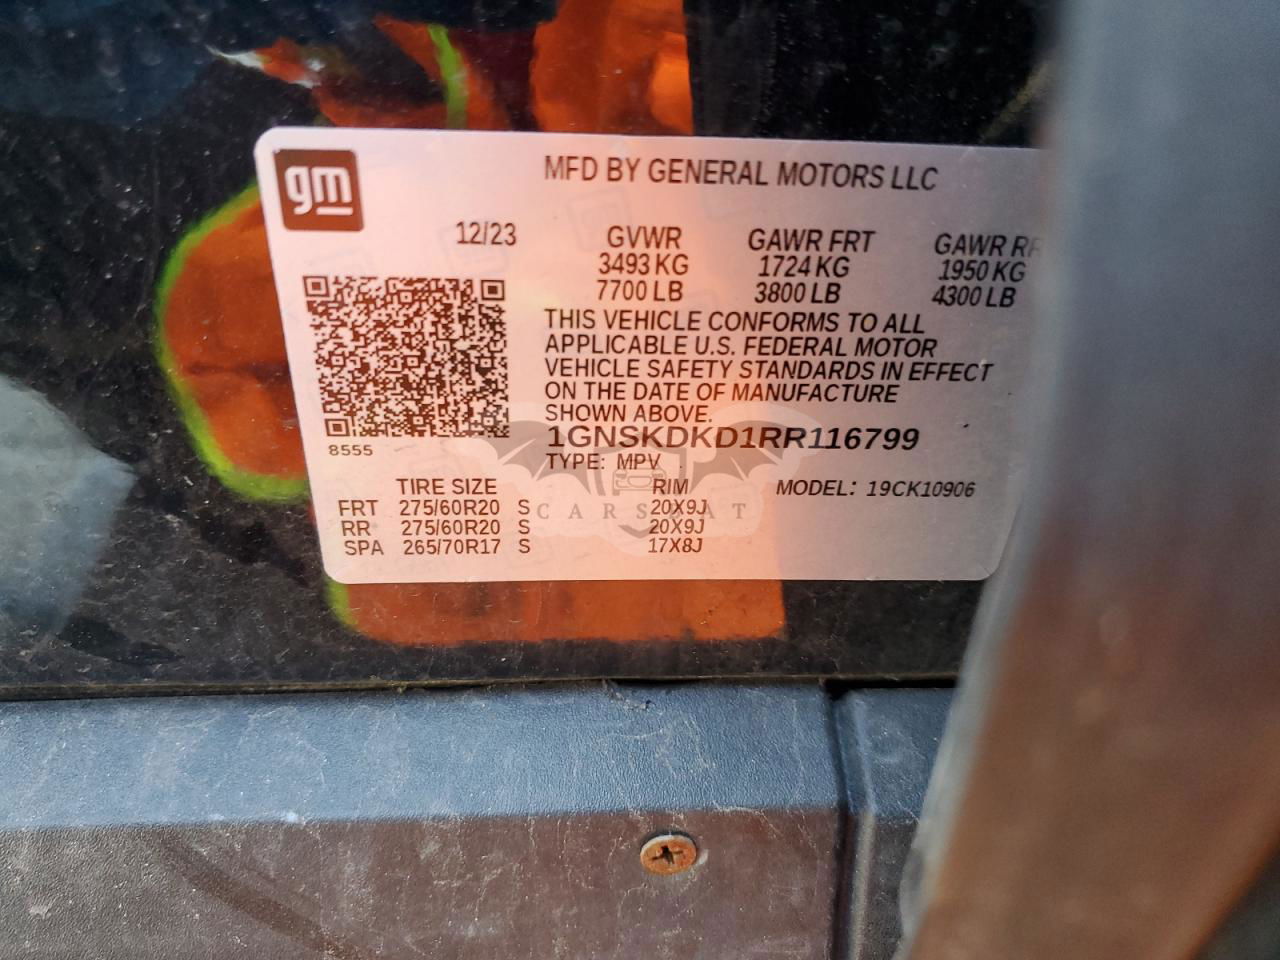 gm
MFD BY GENERAL MOTORS LLC
12/23 GVWR GAWR FRT GAWR RR
3493 KG 1724 KG 1950 KG
7700 LB 3800 LB 4300 LB
THIS VEHICLE CONFORMS TO ALL
APPLICABLE U.S. FEDERAL MOTOR
VEHICLE SAFETY STANDARDS IN EFFECT
ON THE DATE OF MANUFACTURE
SHOWN ABOVE.
1GNSKDKD1RR116799
8555
TYPE: MPV
TIRE SIZE RIM MODEL: 19CK10906
FRT 275/60R20 S 20X9J
CARSBAT
RR 275/60R20 S 20X9J
SPA 265/70R17 S 17X8J